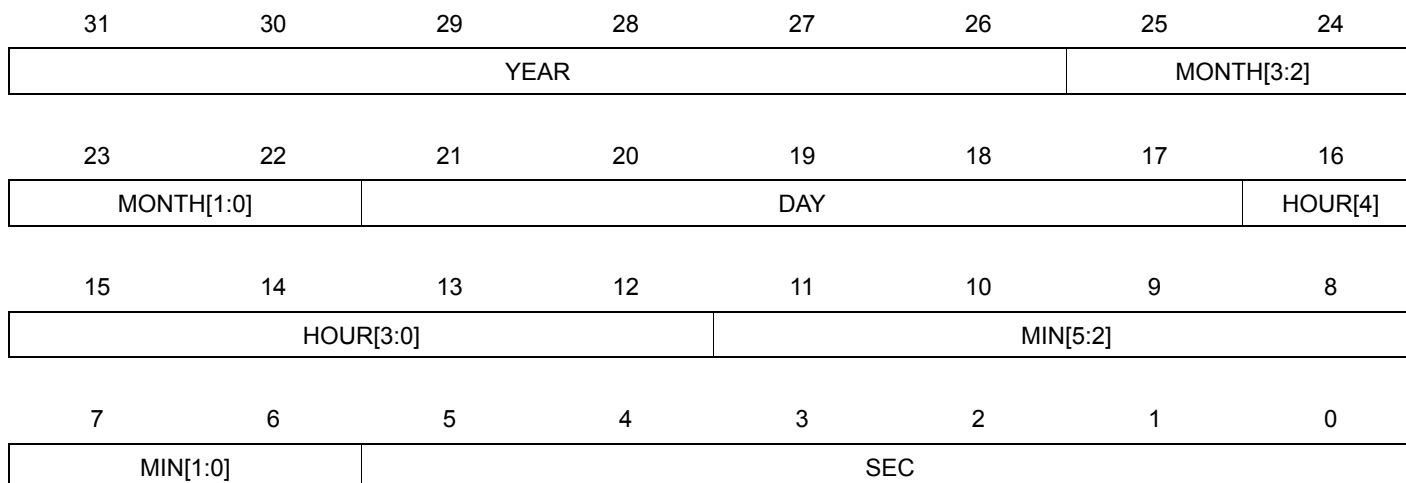 31 30 29 28 27 26 25 24
YEAR MONTH[3:2]
23 22 21 20 19 18 17 16
MONTH[1:0] DAY HOUR[4]
15 14 13 12 11 10 9 8
HOUR[3:0] MIN[5:2]
7 6 5 4 3 2 1 0
MIN[1:0] SEC